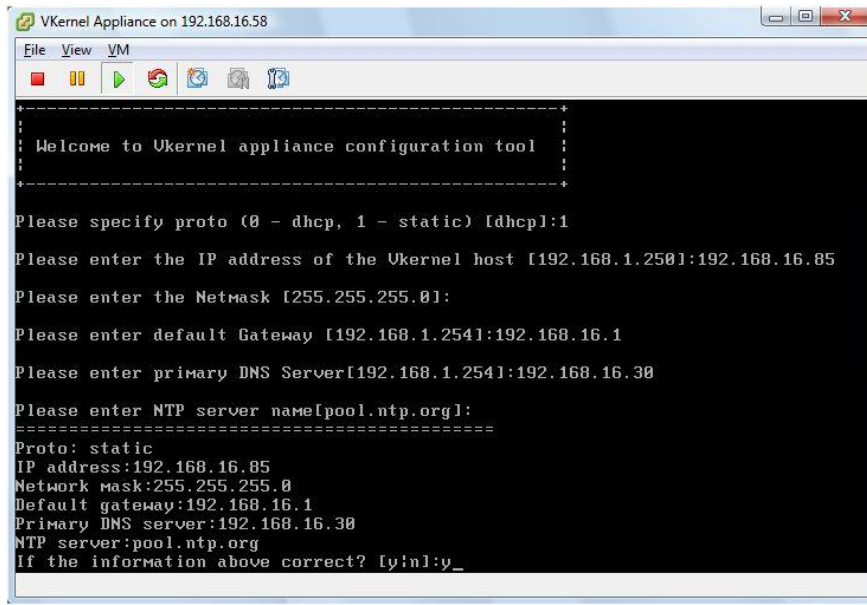 VKernel Appliance on 192.168.16.58
File View VM
Welcome to Vkernel appliance configuration tool
Please specify proto (0 - dhcp, 1 - static) [dhcp]:1
Please enter the IP address of the Vkernel host [192.168.1.250]:192.168.16.85
Please enter the Netmask [255.255.255.0]:
Please enter default Gateway [192.168.1.254]:192.168.16.1
Please enter primary DNS Server[192.168.1.254]:192.168.16.30
Please enter NTP server name[pool.ntp.org]:
=============================================
Proto: static
IP address:192.168.16.85
Network mask:255.255.255.0
Default gateway:192.168.16.1
Primary DNS server:192.168.16.30
NTP server:pool.ntp.org
If the information above correct? [y¦n]:y_